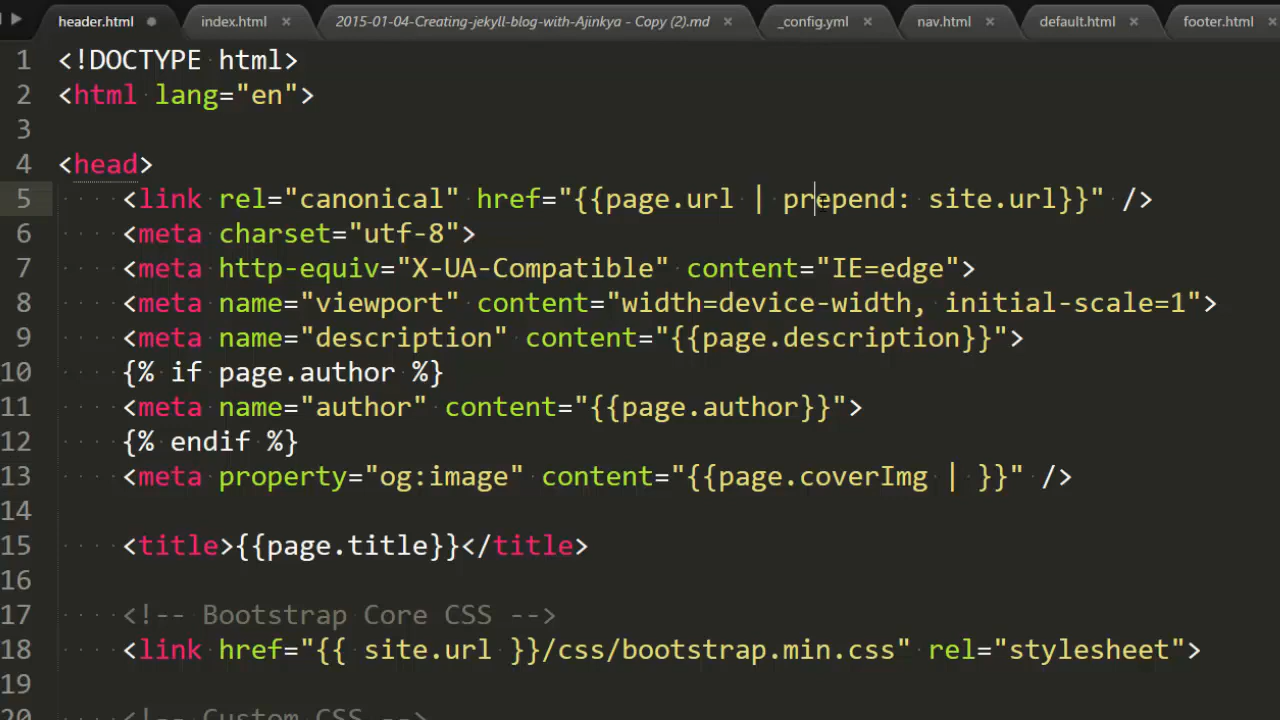 header.html index.html 2015-01-04-Creating-jekyll-blog-with-Ajinkya - Copy (2).md _config.yml nav.html default.html footer.html
1 <!DOCTYPE html>
2 <html lang="en">
3
4 <head>
5 <link rel="canonical" href="{{page.url | prepend: site.url}}" />
6 <meta charset="utf-8">
7 <meta http-equiv="X-UA-Compatible" content="IE=edge">
8 <meta name="viewport" content="width=device-width, initial-scale=1">
9 <meta name="description" content="{{page.description}}">
10 {% if page.author %}
11 <meta name="author" content="{{page.author}}">
12 {% endif %}
13 <meta property="og:image" content="{{page.coverImg | }}" />
14
15 <title>{{page.title}}</title>
16
17 <!-- Bootstrap Core CSS -->
18 <link href="{{ site.url }}/css/bootstrap.min.css" rel="stylesheet">
19
20 <!-- Custom CSS -->